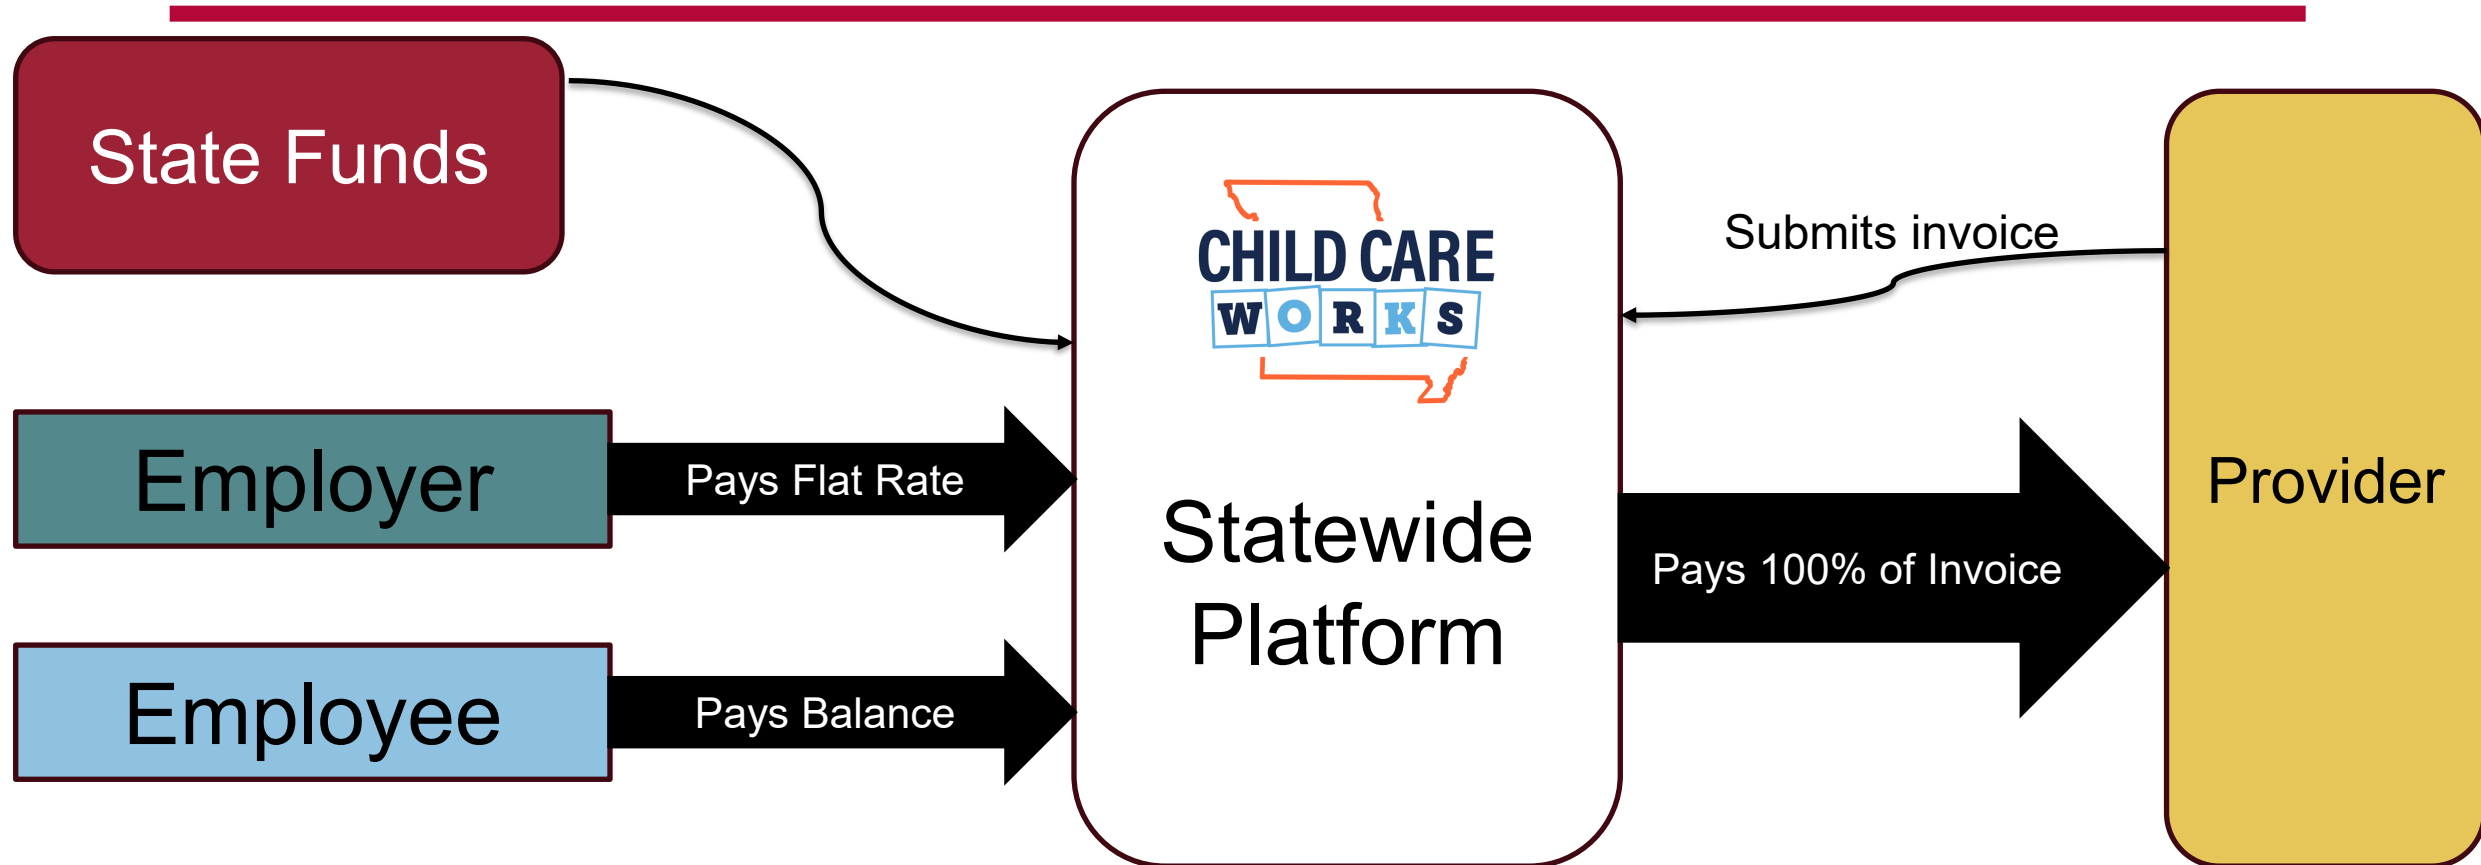 State Funds
CHILD CARE
WORKS
Submits invoice
Employer
Pays Flat Rate
Statewide
Platform
Pays 100% of Invoice
Provider
Employee
Pays Balance